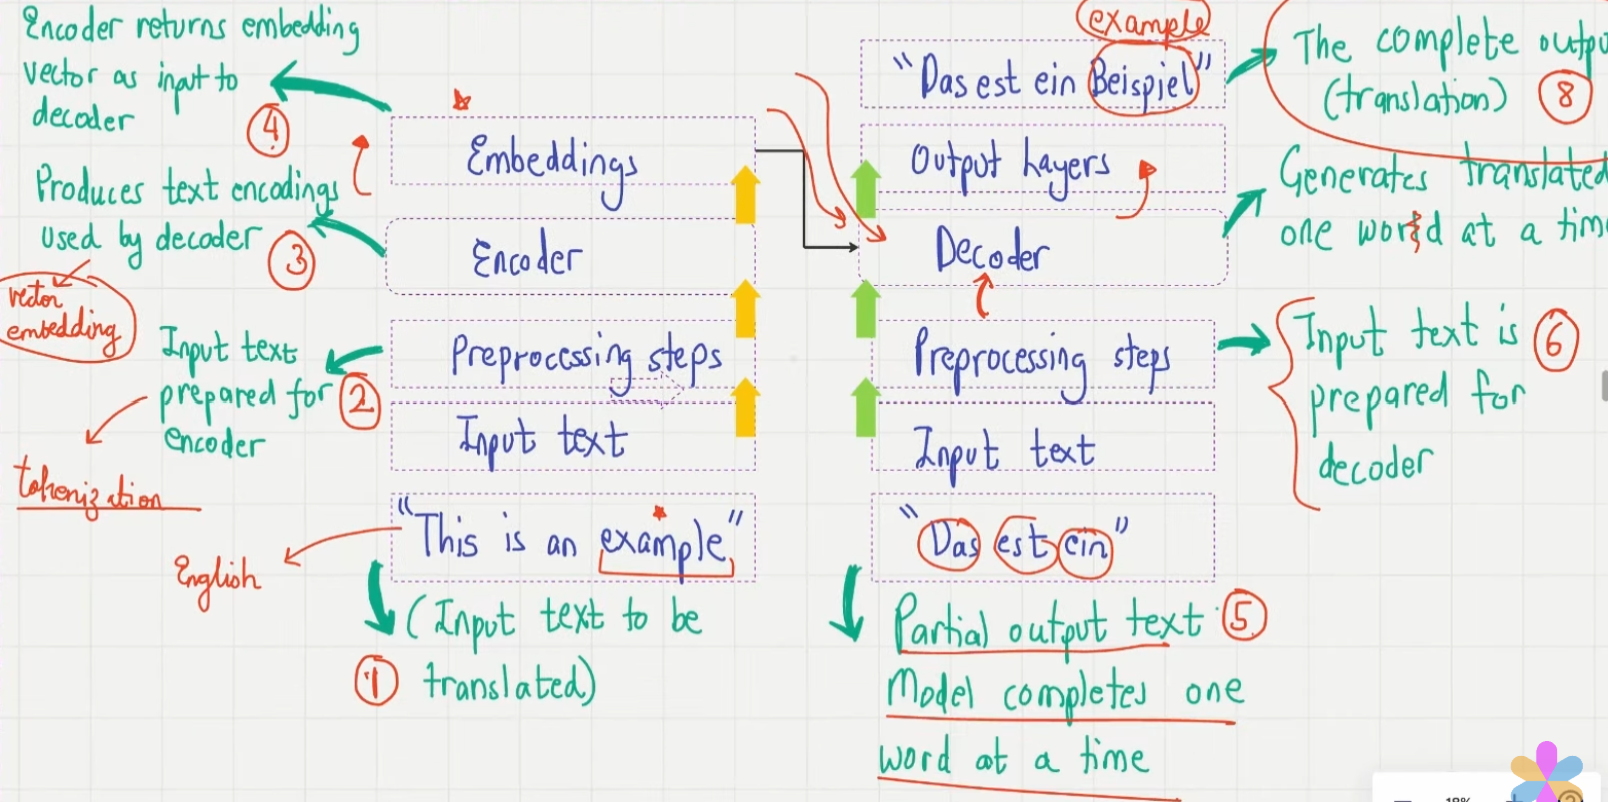 Encoder returns embedding
vector as input to
decoder
4
Produces text encodings
used by decoder
3
vector
embedding
Input text
prepared for
encoder
2
tokenization
English
Embeddings
Encoder
Preprocessing steps
Input text
"This is an example"
(Input text to be
translated)
1
example
"Das est ein Beispiel"
Output Layers
Decoder
Preprocessing steps
Input text
"Das est ein"
Partial output text
5
Model completes one
word at a time
The complete outpu
(translation)
8
Generates translated
one word at a tim
Input text is
prepared for
decoder
6
18%